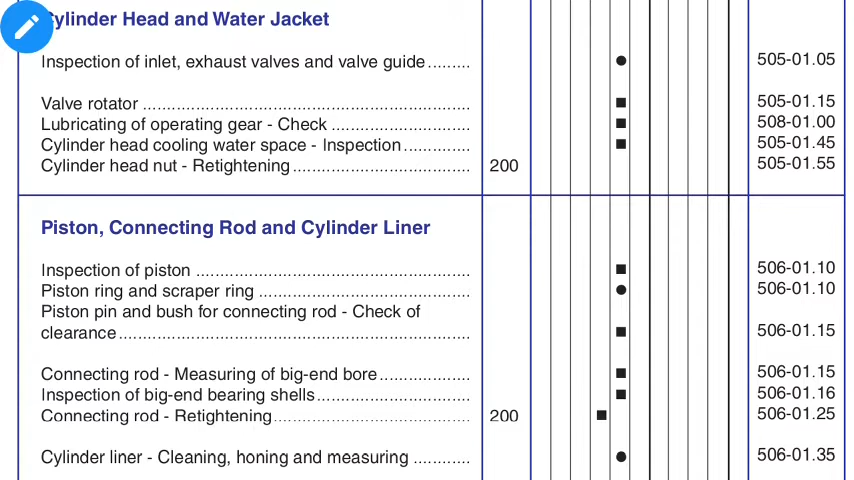 Cylinder Head and Water Jacket
Inspection of inlet, exhaust valves and valve guide ......... ● 505-01.05
Valve rotator ................................................................... ■ 505-01.15
Lubricating of operating gear - Check ............................. ■ 508-01.00
Cylinder head cooling water space - Inspection .............. ■ 505-01.45
Cylinder head nut - Retightening ..................................... 200 505-01.55
Piston, Connecting Rod and Cylinder Liner
Inspection of piston ......................................................... ■ 506-01.10
Piston ring and scraper ring ............................................ ● 506-01.10
Piston pin and bush for connecting rod - Check of
clearance ......................................................................... ■ 506-01.15
Connecting rod - Measuring of big-end bore ................... ■ 506-01.15
Inspection of big-end bearing shells ................................ ■ 506-01.16
Connecting rod - Retightening ......................................... 200 ■ 506-01.25
Cylinder liner - Cleaning, honing and measuring ............ ● 506-01.35